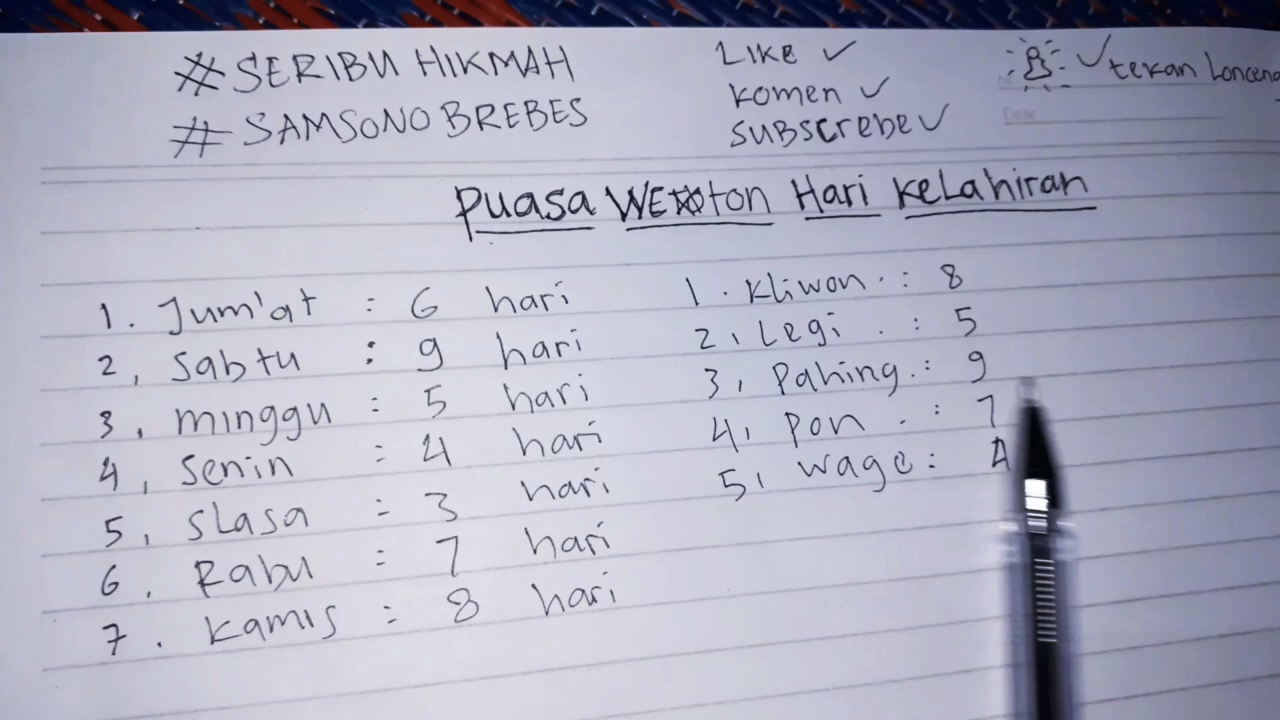 #SERIBU HIKMAH
#SAMSONO BREBES
LIKE ✓
KOMEN ✓
SUBSCREBE ✓
✓ tekan Lonceng
Puasa Weton Hari Kelahiran
1. Jum'at : 6 hari
2, Sabtu : 9 hari
3, minggu : 5 hari
4, Senin : 4 hari
5, SLasa : 3 hari
6. Rabu : 7 hari
7. Kamis : 8 hari
1. Kliwon . : 8
2, Legi . : 5
3, Pahing . : 9
4, Pon . : 7
5, Wage : 4